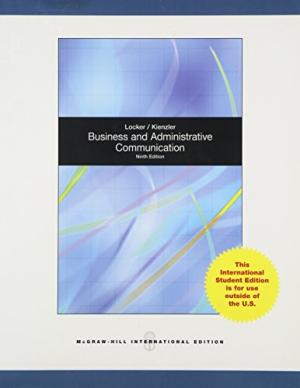 Locker / Kienzler
Business and Administrative
Communication
Ninth Edition
This
International
Student Edition
is for use
outside of
the U.S.
McGRAW-HILL INTERNATIONAL EDITION